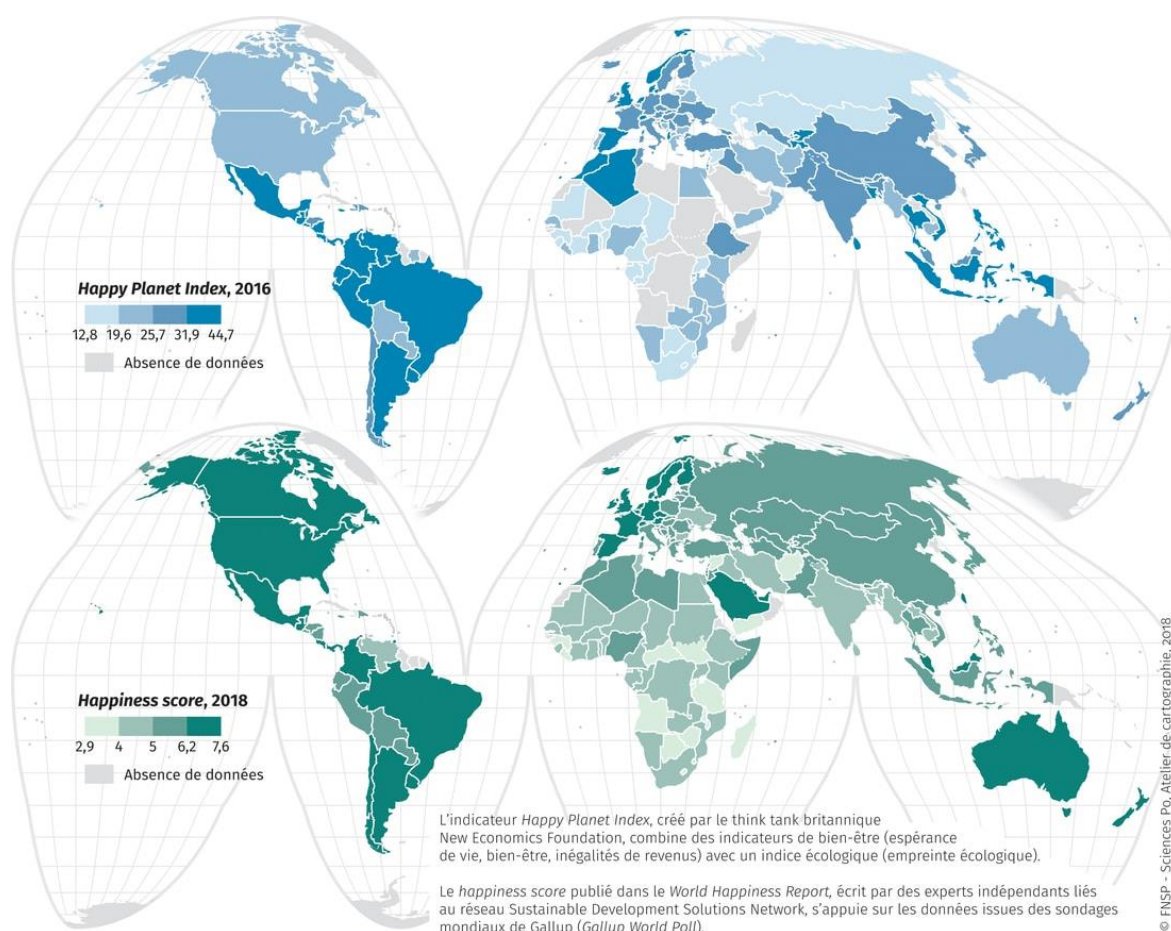 Happy Planet Index, 2016
12,8 19,6 25,7 31,9 44,7
Absence de données
Happiness score, 2018
2,9 4 5 6,2 7,6
Absence de données
L'indicateur Happy Planet Index, créé par le think tank britannique
New Economics Foundation, combine des indicateurs de bien-être (espérance
de vie, bien-être, inégalités de revenus) avec un indice écologique (empreinte écologique).
Le happiness score publié dans le World Happiness Report, écrit par des experts indépendants liés
au réseau Sustainable Development Solutions Network, s'appuie sur les données issues des sondages
mondiaux de Gallup (Gallup World Poll).
© FNSP - Sciences Po, Atelier de cartographie, 2018